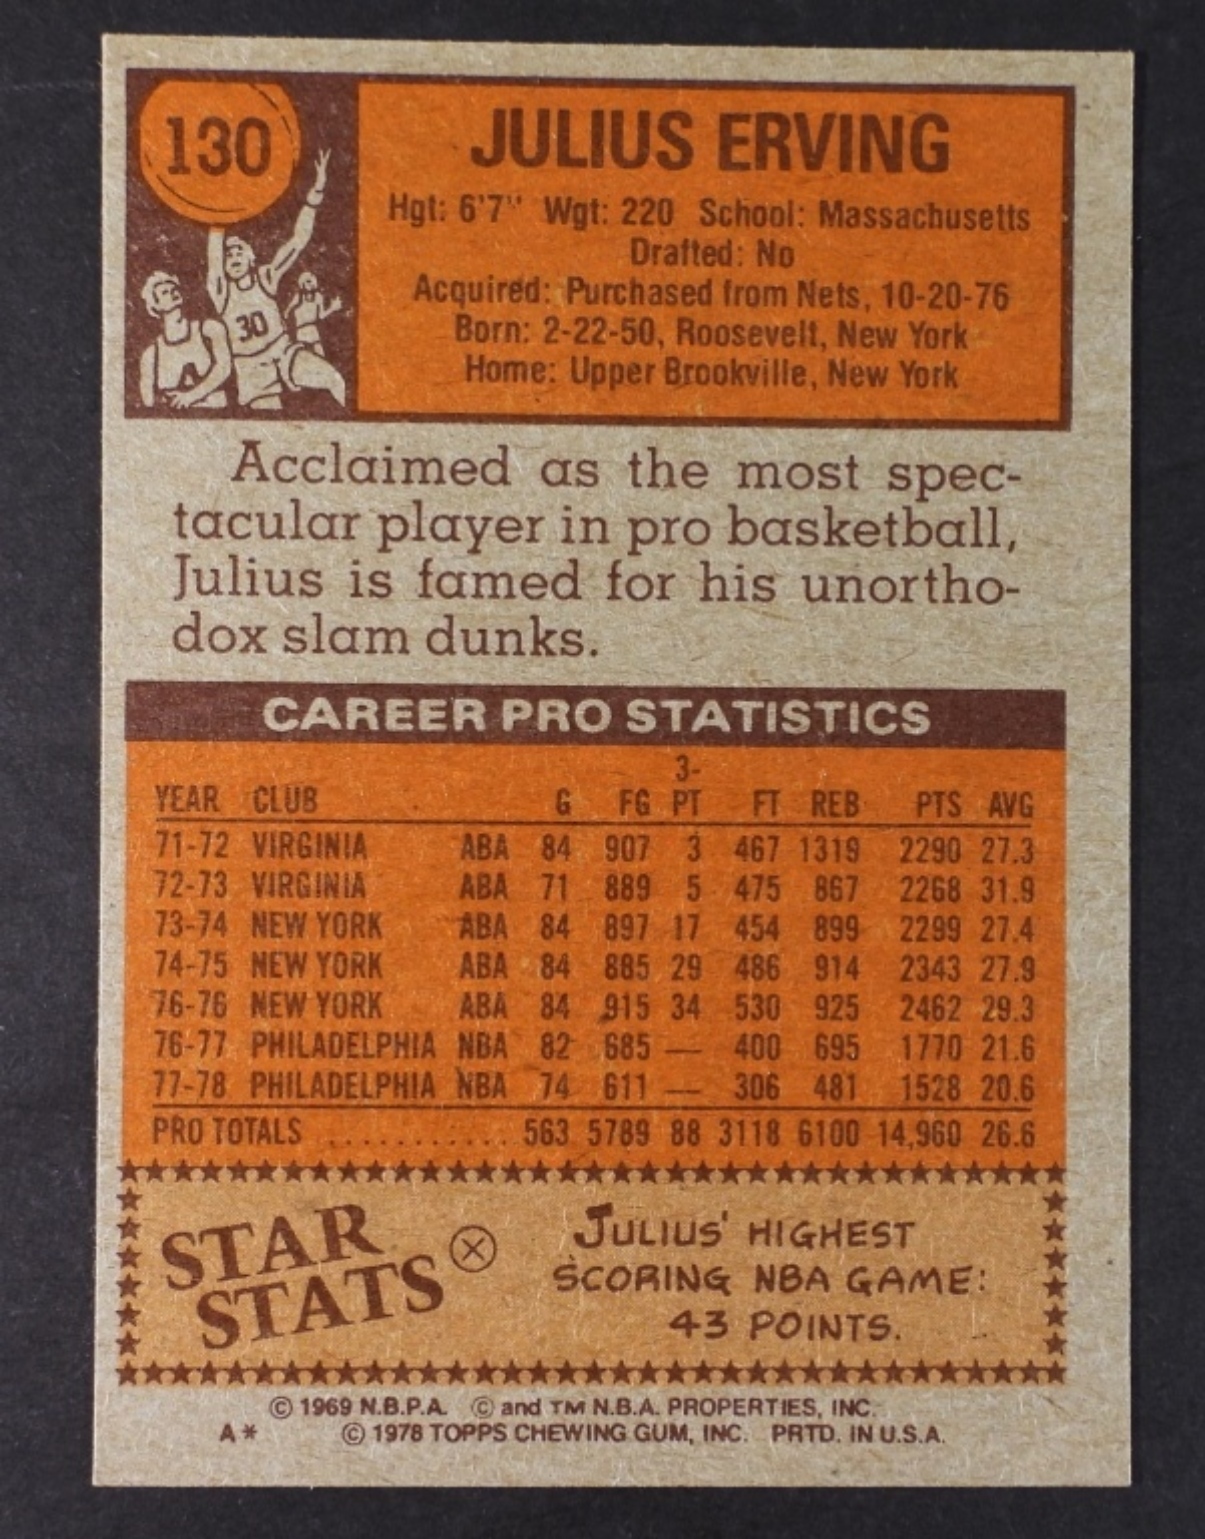 130
JULIUS ERVING
Hgt: 6'7" Wgt: 220 School: Massachusetts
Drafted: No
Acquired: Purchased from Nets, 10-20-76
Born: 2-22-50, Roosevelt, New York
Home: Upper Brookville, New York
30
Acclaimed as the most spec-
tacular player in pro basketball,
Julius is famed for his unortho-
dox slam dunks.
CAREER PRO STATISTICS
3-
YEAR CLUB G FG PT FT REB PTS AVG
71-72 VIRGINIA ABA 84 907 3 467 1319 2290 27.3
72-73 VIRGINIA ABA 71 889 5 475 867 2268 31.9
73-74 NEW YORK ABA 84 897 17 454 899 2299 27.4
74-75 NEW YORK ABA 84 885 29 486 914 2343 27.9
76-76 NEW YORK ABA 84 915 34 530 925 2462 29.3
76-77 PHILADELPHIA NBA 82 685 — 400 695 1770 21.6
77-78 PHILADELPHIA NBA 74 611 — 306 481 1528 20.6
PRO TOTALS ............ 563 5789 88 3118 6100 14,960 26.6
STAR
STATS
JULIUS' HIGHEST
SCORING NBA GAME:
43 POINTS.
© 1969 N.B.P.A. © and TM N.B.A. PROPERTIES, INC.
A* © 1978 TOPPS CHEWING GUM, INC. PRTD. IN U.S.A.